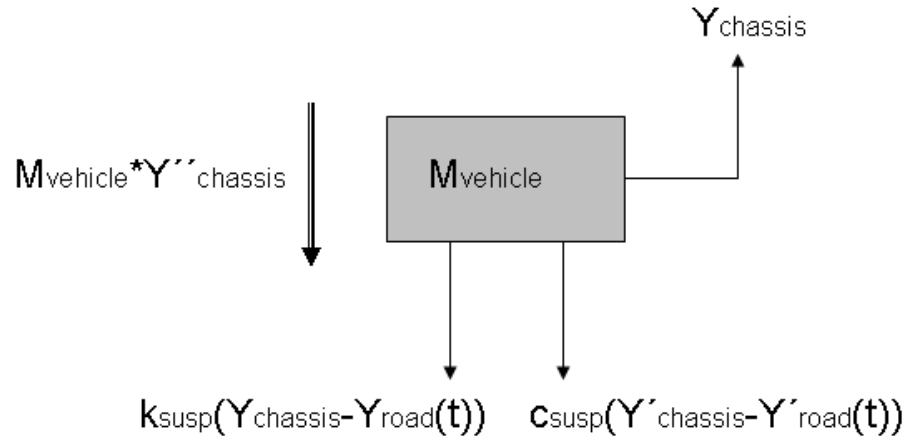 Ychassis
Mvehicle*Y´´chassis
Mvehicle
ksusp(Ychassis-Yroad(t))
csusp(Y´chassis-Y´road(t))